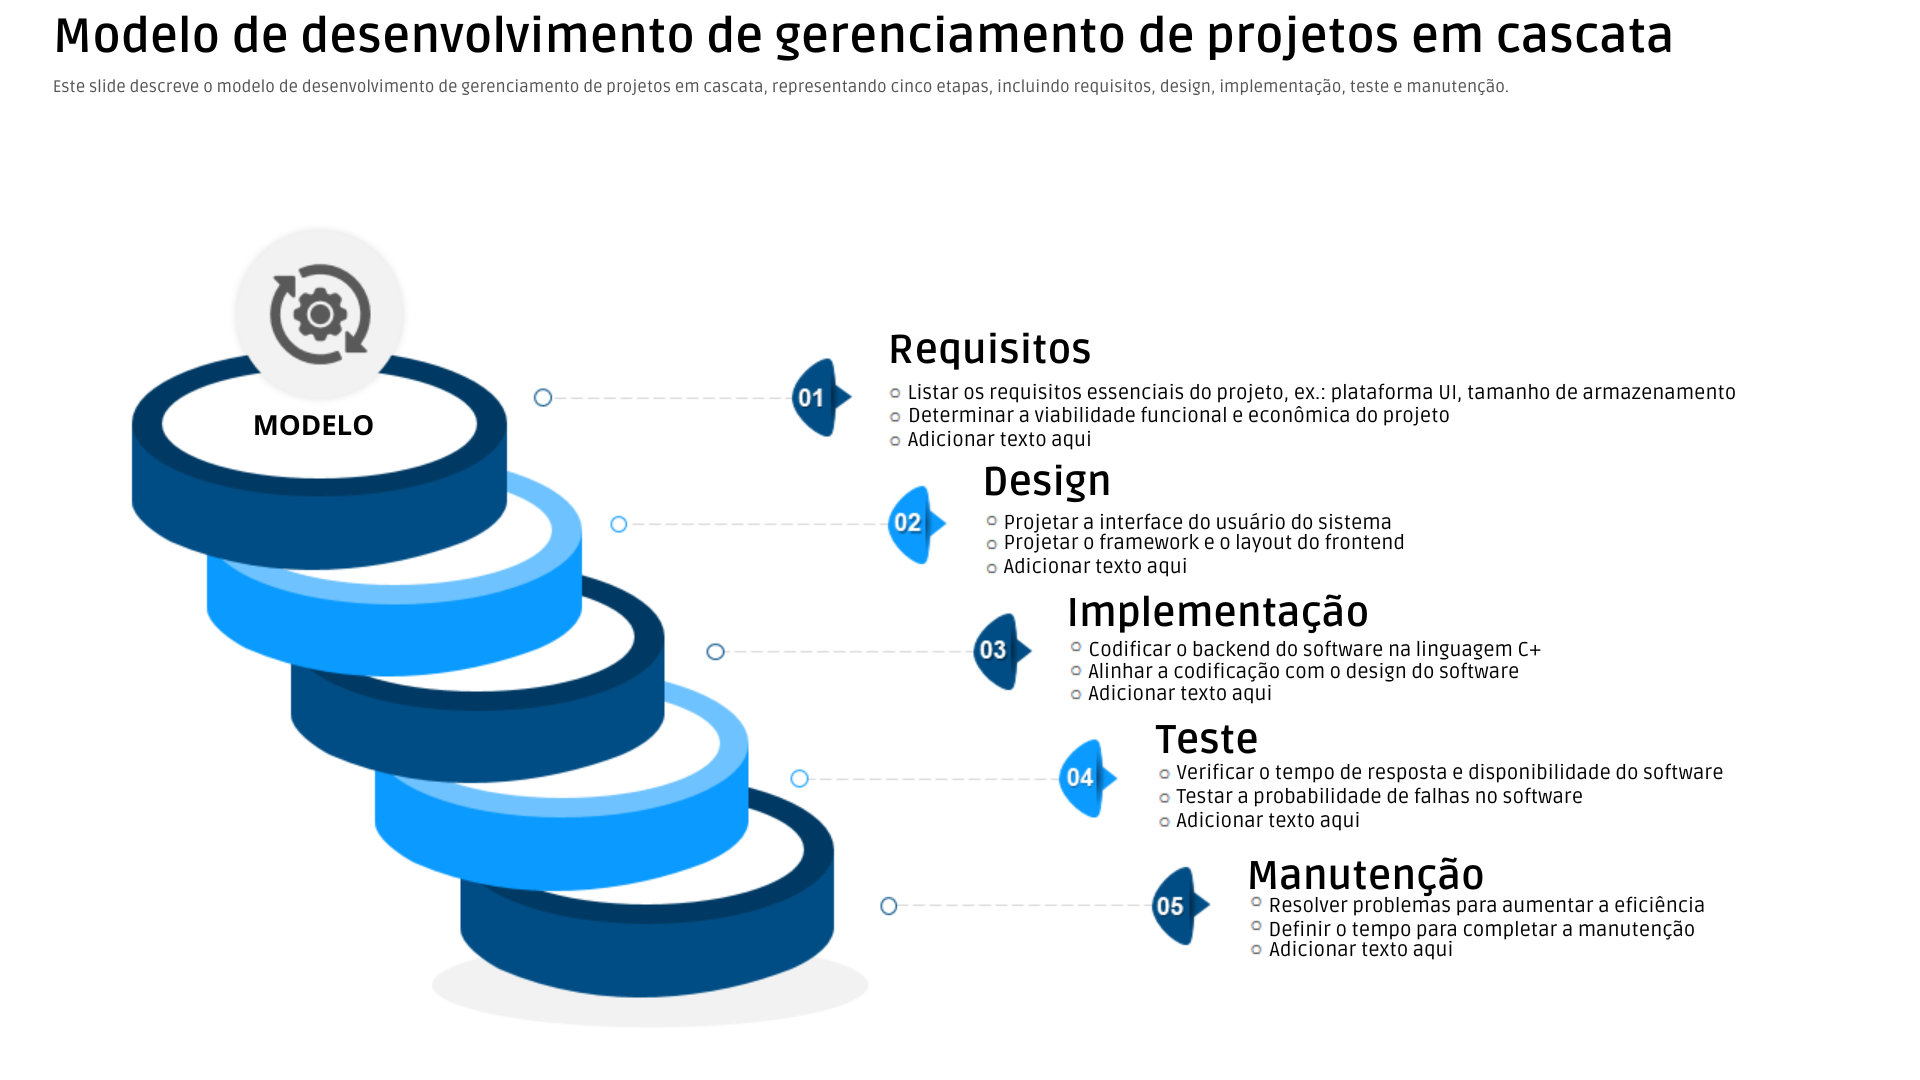 Modelo de desenvolvimento de gerenciamento de projetos em cascata
Este slide descreve o modelo de desenvolvimento de gerenciamento de projetos em cascata, representando cinco etapas, incluindo requisitos, design, implementação, teste e manutenção.
MODELO
01
Requisitos
Listar os requisitos essenciais do projeto, ex.: plataforma UI, tamanho de armazenamento
Determinar a viabilidade funcional e econômica do projeto
Adicionar texto aqui
02
Design
Projetar a interface do usuário do sistema
Projetar o framework e o layout do frontend
Adicionar texto aqui
03
Implementação
Codificar o backend do software na linguagem C+
Alinhar a codificação com o design do software
Adicionar texto aqui
04
Teste
Verificar o tempo de resposta e disponibilidade do software
Testar a probabilidade de falhas no software
Adicionar texto aqui
05
Manutenção
Resolver problemas para aumentar a eficiência
Definir o tempo para completar a manutenção
Adicionar texto aqui